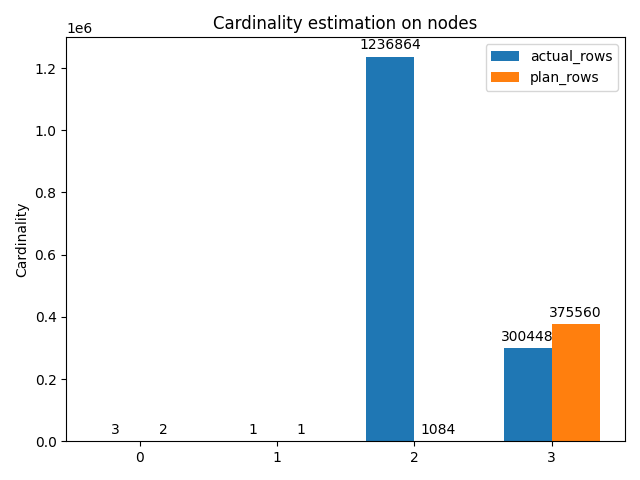 Cardinality estimation on nodes
1e6
1236864
actual_rows
plan_rows
1.2
1.0
0.8
Cardinality
0.6
0.4
375560
300448
0.2
3 2 1 1 1084
0.0
0 1 2 3